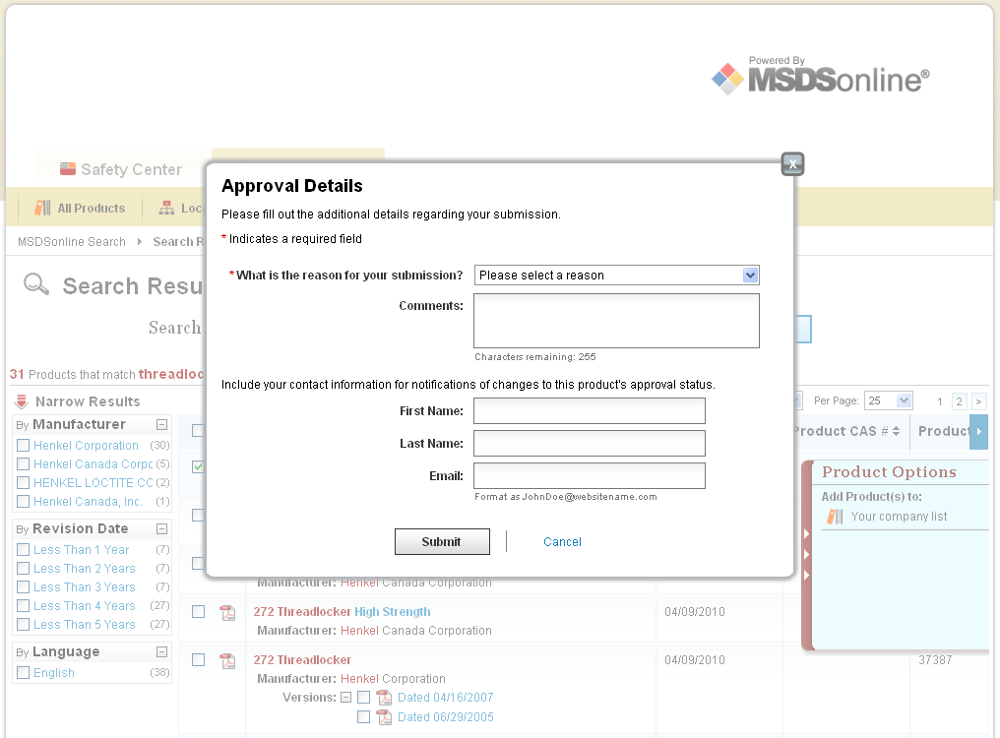 Powered By
MSDSonline®
Safety Center
All Products
MSDSonline Search
Search R
Search Resu
Search
31 Products that match threadloc
Narrow Results
By Manufacturer
Henkel Corporation (30)
Henkel Canada Corpc (5)
HENKEL LOCTITE CC (2)
Henkel Canada, Inc. (1)
By Revision Date
Less Than 1 Year (7)
Less Than 2 Years (7)
Less Than 3 Years (7)
Less Than 4 Years (27)
Less Than 5 Years (27)
By Language
English (38)
x
Approval Details
Please fill out the additional details regarding your submission.
* Indicates a required field
*What is the reason for your submission? Please select a reason
Comments:
Characters remaining: 255
Include your contact information for notifications of changes to this product's approval status.
First Name:
Last Name:
Email:
Format as JohnDoe@websitename.com
Submit Cancel
Per Page: 25 1 2 >
Product CAS # Product
Product Options
Add Product(s) to:
Your company list
Manufacturer: Henkel Canada Corporation
272 Threadlocker High Strength 04/09/2010
Manufacturer: Henkel Canada Corporation
272 Threadlocker 04/09/2010 37387
Manufacturer: Henkel Corporation
Versions: Dated 04/16/2007
Dated 06/29/2005